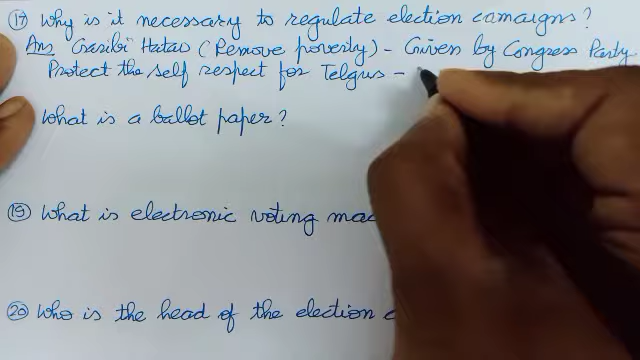 (17) Why is it necessary to regulate election camaigns?
Ans Garibi Hatao (Remove poverty) - Given by Congress Party
Protect the self respect for Telgus -
What is a ballot paper?
(19) What is electronic voting mac
(20) Who is the head of the election c